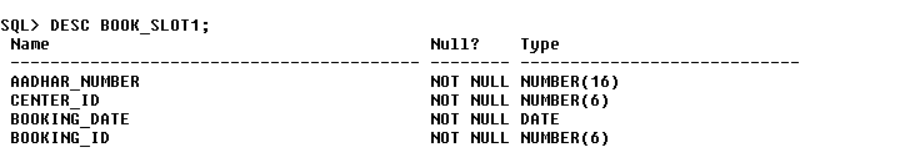 SQL> DESC BOOK_SLOT1;
 Name                                      Null?    Type
 ----------------------------------------- -------- ----------------------------
 AADHAR_NUMBER                             NOT NULL NUMBER(16)
 CENTER_ID                                 NOT NULL NUMBER(6)
 BOOKING_DATE                              NOT NULL DATE
 BOOKING_ID                                NOT NULL NUMBER(6)